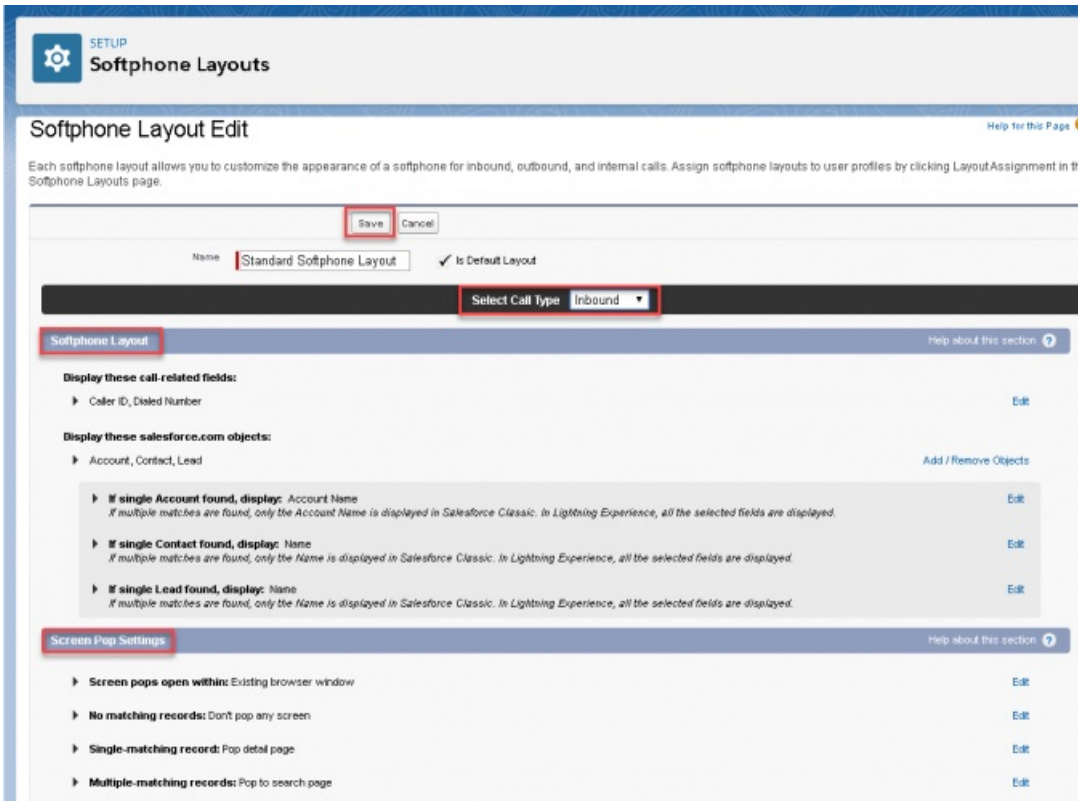 SETUP
Softphone Layouts
Softphone Layout Edit
Help for this Page
Each softphone layout allows you to customize the appearance of a softphone for inbound, outbound, and internal calls. Assign softphone layouts to user profiles by clicking Layout Assignment in th
Softphone Layouts page.
Save Cancel
Name Standard Softphone Layout ✓ Is Default Layout
Select Call Type Inbound
Softphone Layout Help about this section ?
Display these call-related fields:
Caller ID, Dialed Number Edit
Display these salesforce.com objects:
Account, Contact, Lead Add / Remove Objects
If single Account found, display: Account Name Edit
If multiple matches are found, only the Account Name is displayed in Salesforce Classic. In Lightning Experience, all the selected fields are displayed.
If single Contact found, display: Name Edit
If multiple matches are found, only the Name is displayed in Salesforce Classic. In Lightning Experience, all the selected fields are displayed.
If single Lead found, display: Name Edit
If multiple matches are found, only the Name is displayed in Salesforce Classic. In Lightning Experience, all the selected fields are displayed.
Screen Pop Settings Help about this section ?
Screen pops open within: Existing browser window Edit
No matching records: Don't pop any screen Edit
Single-matching record: Pop detail page Edit
Multiple-matching records: Pop to search page Edit